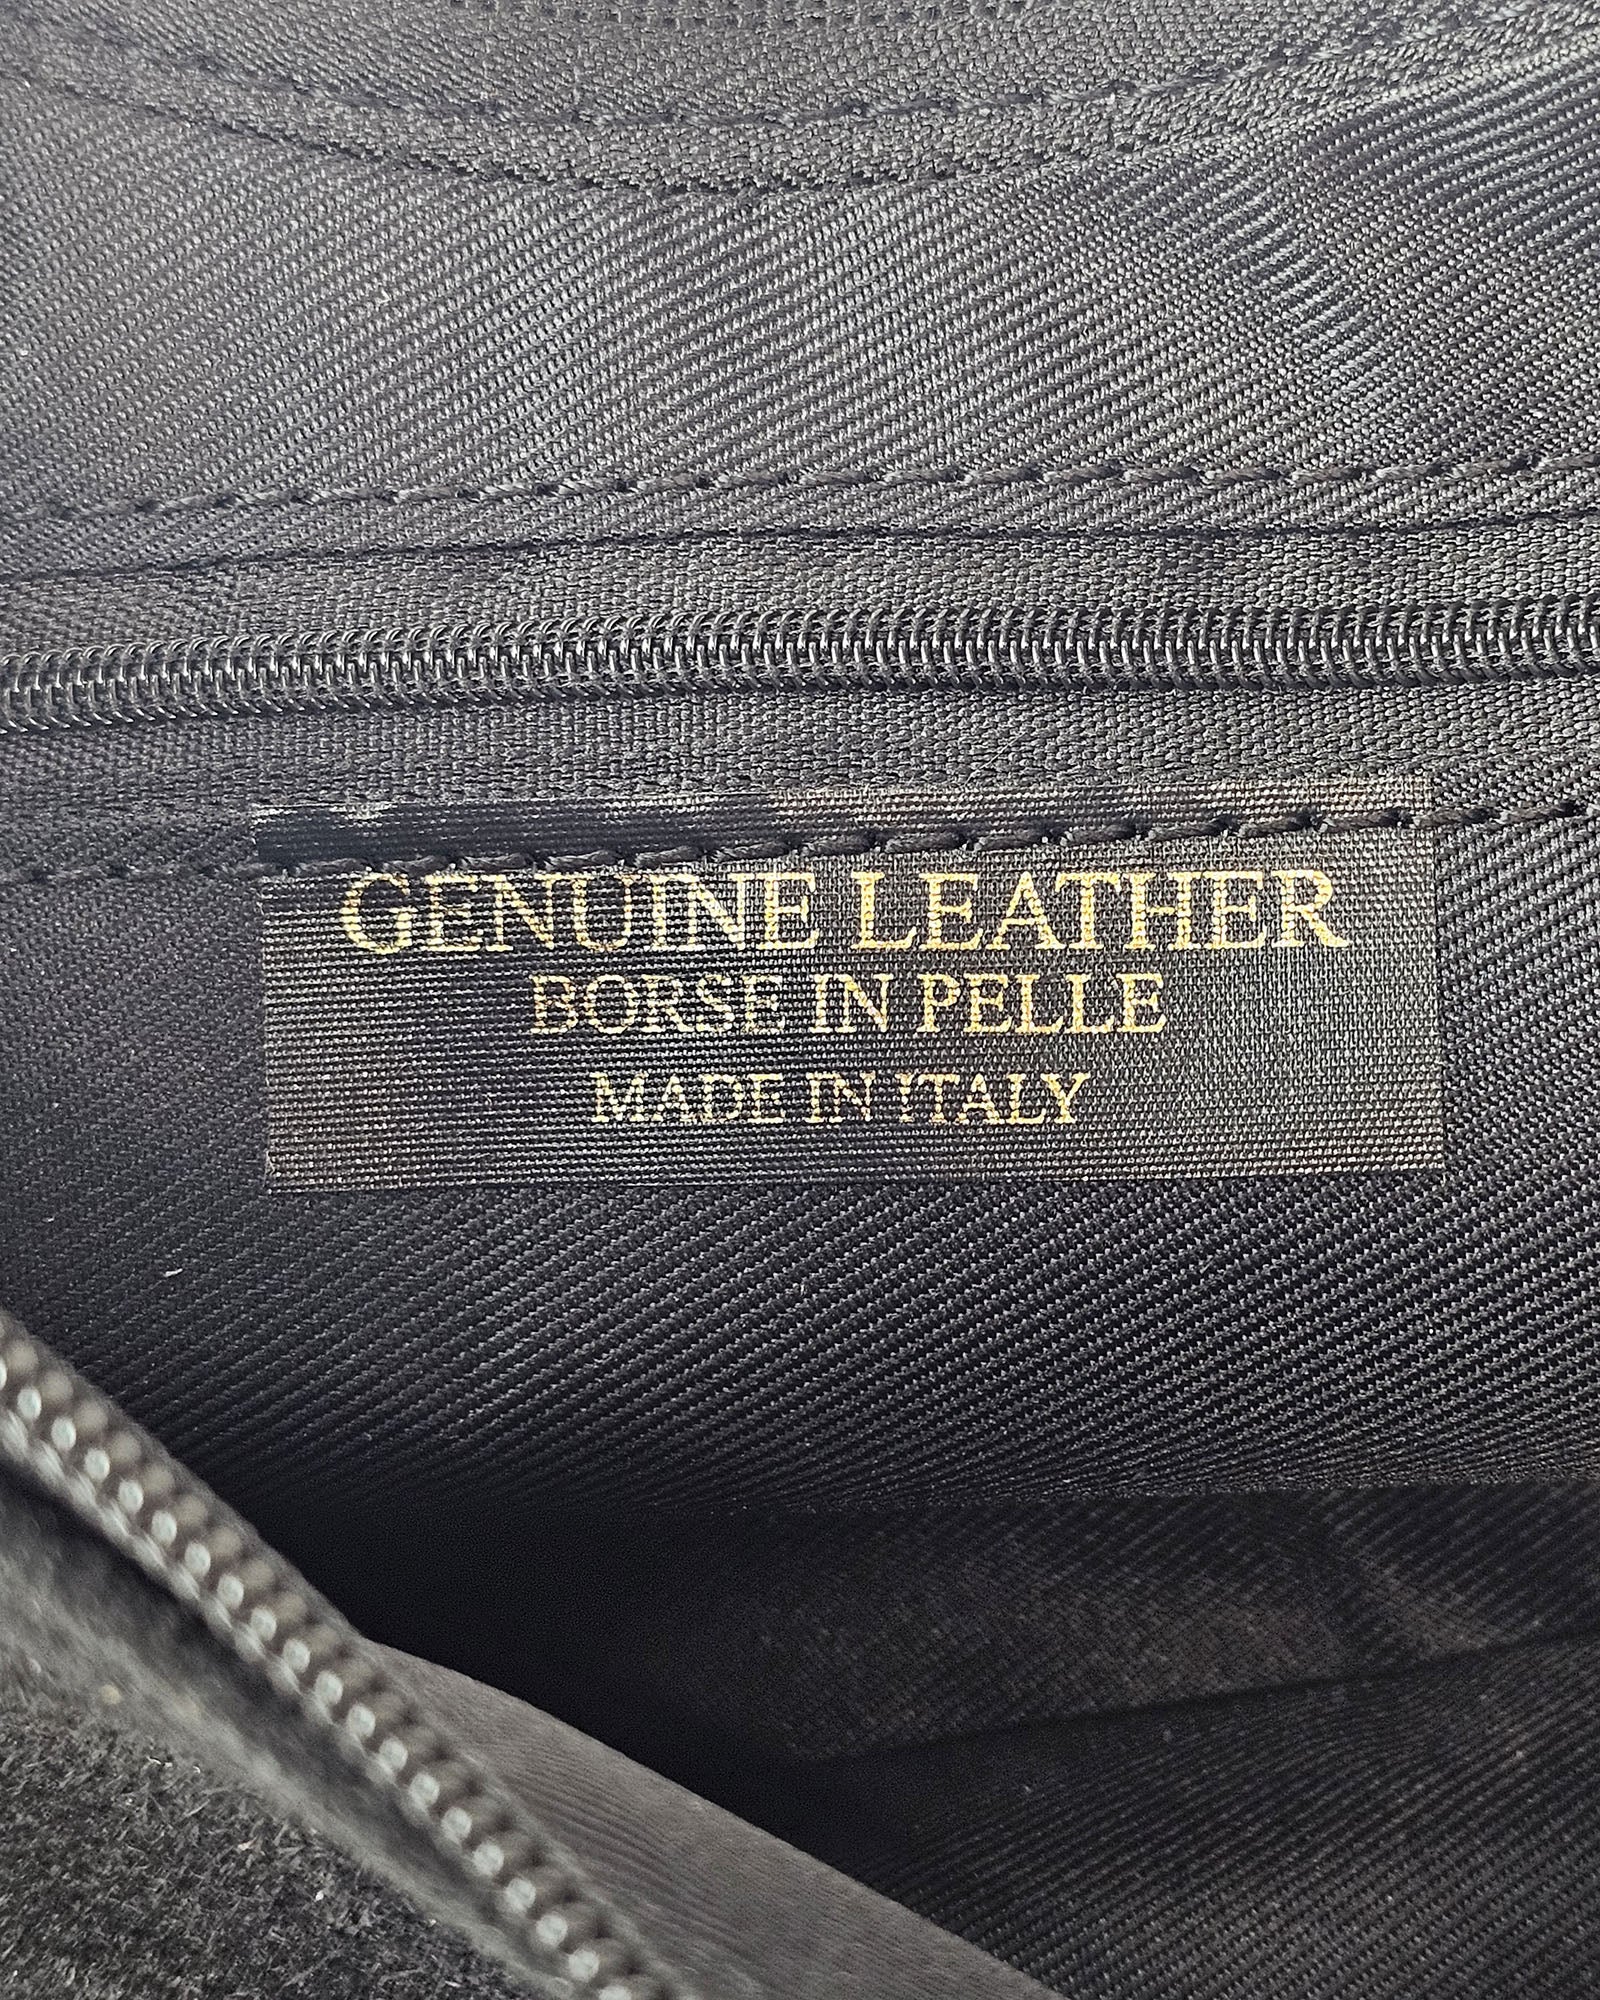 GENUINE LEATHER
BORSE IN PELLE
MADE IN ITALY